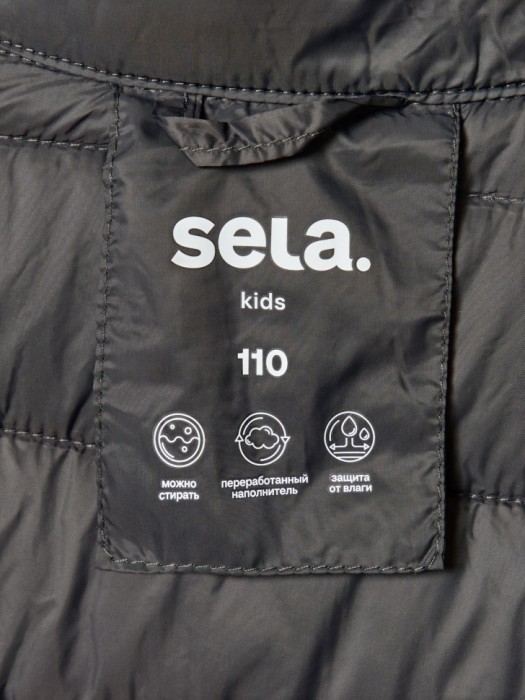 sela.
kids
110
можно
стирать
переработанный
наполнитель
защита
от влаги